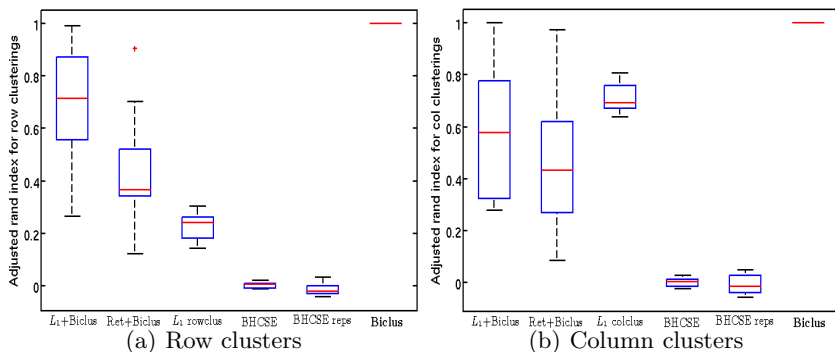 Adjusted rand index for row clusterings
1
0.8
0.6
0.4
0.2
0
L₁+Biclus Ret+Biclus L₁ rowclus BHCSE BHCSE reps Biclus
(a) Row clusters
Adjusted rand index for col clusterings
1
0.8
0.6
0.4
0.2
0
L₁+Biclus Ret+Biclus L₁ colclus BHCSE BHCSE reps Biclus
(b) Column clusters